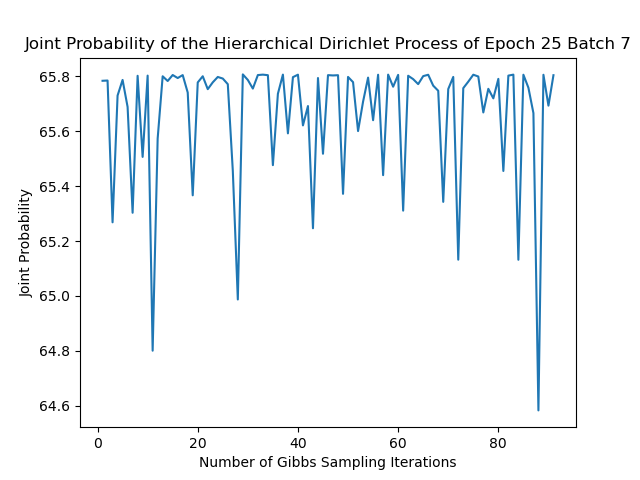 Joint Probability of the Hierarchical Dirichlet Process of Epoch 25 Batch 7
65.8
65.6
65.4
65.2
65.0
64.8
64.6
Joint Probability
0 20 40 60 80
Number of Gibbs Sampling Iterations